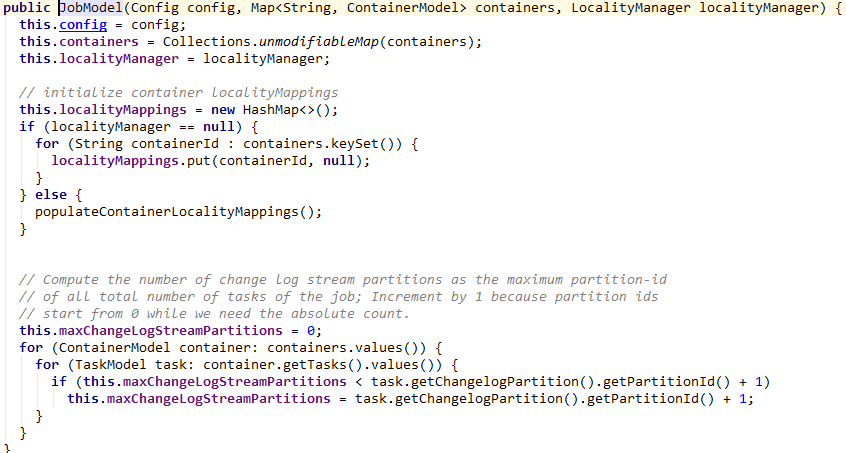 public JobModel(Config config, Map<String, ContainerModel> containers, LocalityManager localityManager) {
  this.config = config;
  this.containers = Collections.unmodifiableMap(containers);
  this.localityManager = localityManager;

  // initialize container localityMappings
  this.localityMappings = new HashMap<>();
  if (localityManager == null) {
    for (String containerId : containers.keySet()) {
      localityMappings.put(containerId, null);
    }
  } else {
    populateContainerLocalityMappings();
  }


  // Compute the number of change log stream partitions as the maximum partition-id
  // of all total number of tasks of the job; Increment by 1 because partition ids
  // start from 0 while we need the absolute count.
  this.maxChangeLogStreamPartitions = 0;
  for (ContainerModel container: containers.values()) {
    for (TaskModel task: container.getTasks().values()) {
      if (this.maxChangeLogStreamPartitions < task.getChangelogPartition().getPartitionId() + 1)
        this.maxChangeLogStreamPartitions = task.getChangelogPartition().getPartitionId() + 1;
    }
  }
}